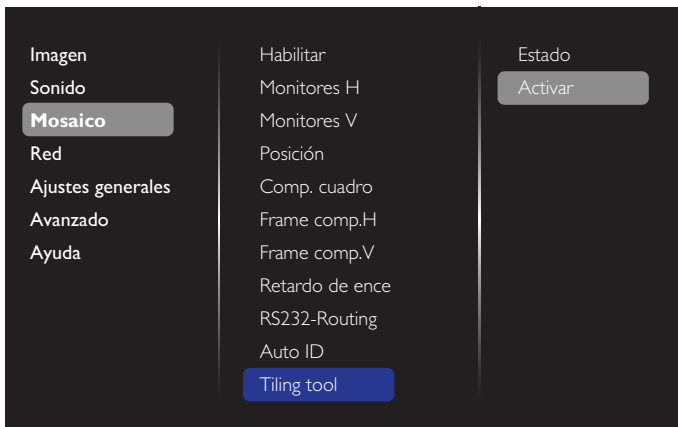 Imagen
Sonido
Mosaico
Red
Ajustes generales
Avanzado
Ayuda
Habilitar
Monitores H
Monitores V
Posición
Comp. cuadro
Frame comp.H
Frame comp.V
Retardo de ence
RS232-Routing
Auto ID
Tiling tool
Estado
Activar